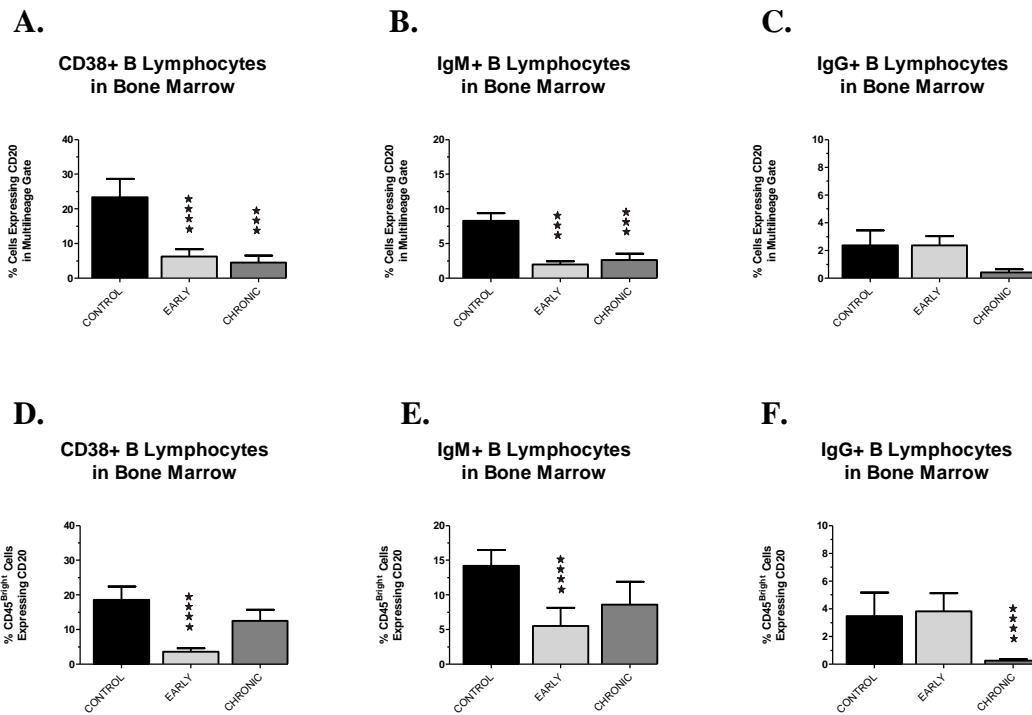 A.
CD38+ B Lymphocytes
in Bone Marrow
% Cells Expressing CD20
in Multilineage Gate
40
30
20
10
0
CONTROL
EARLY
CHRONIC
B.
IgM+ B Lymphocytes
in Bone Marrow
% Cells Expressing CD20
in Multilineage Gate
20
15
10
5
0
CONTROL
EARLY
CHRONIC
C.
IgG+ B Lymphocytes
in Bone Marrow
% Cells Expressing CD20
in Multilineage Gate
10
8
6
4
2
0
CONTROL
EARLY
CHRONIC
D.
CD38+ B Lymphocytes
in Bone Marrow
% CD45Bright Cells
Expressing CD20
40
30
20
10
0
CONTROL
EARLY
CHRONIC
E.
IgM+ B Lymphocytes
in Bone Marrow
% CD45Bright Cells
Expressing CD20
20
15
10
5
0
CONTROL
EARLY
CHRONIC
F.
IgG+ B Lymphocytes
in Bone Marrow
% CD45Bright Cells
Expressing CD20
10
8
6
4
2
0
CONTROL
EARLY
CHRONIC